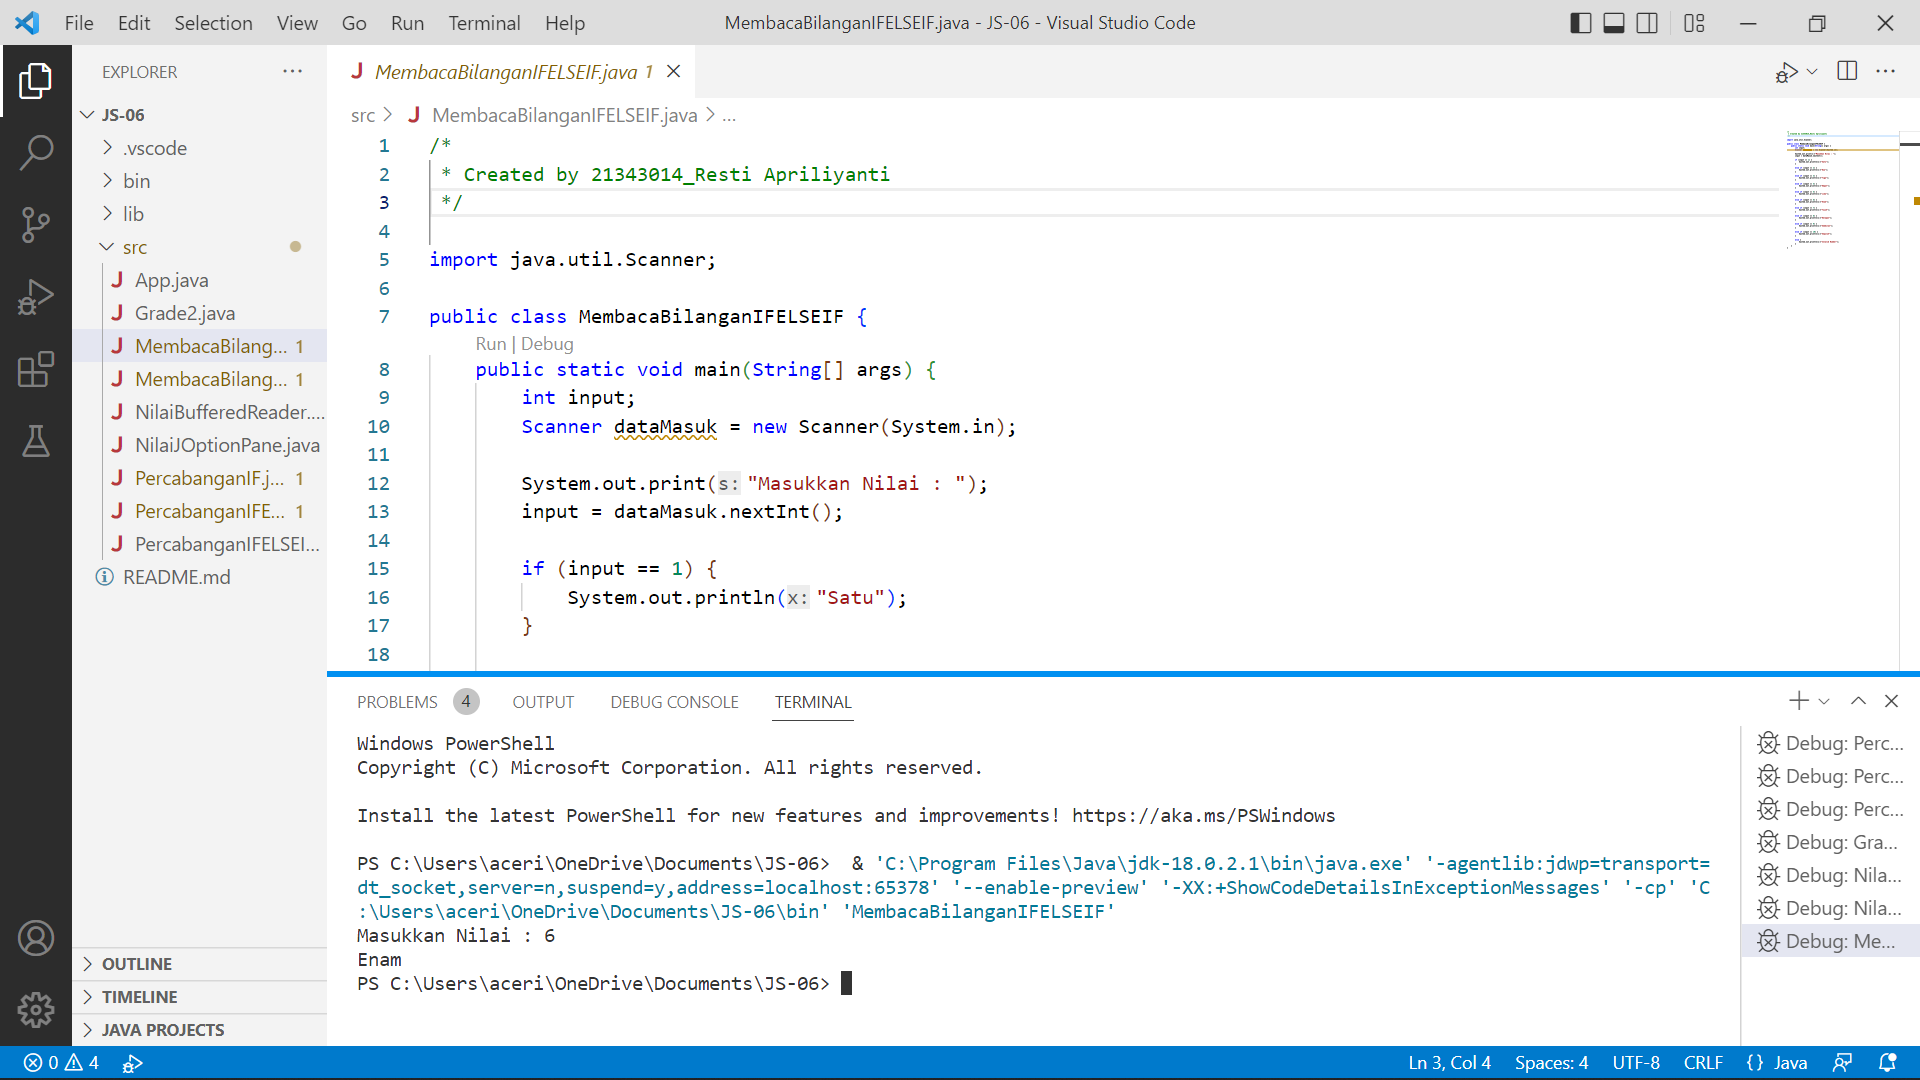 File Edit Selection View Go Run Terminal Help
MembacaBilanganIFELSEIF.java - JS-06 - Visual Studio Code
EXPLORER
JS-06
.vscode
bin
lib
src
App.java
Grade2.java
MembacaBilang... 1
MembacaBilang... 1
NilaiBufferedReader....
NilaiJOptionPane.java
PercabanganIF.j... 1
PercabanganIFE... 1
PercabanganIFELSEI...
README.md
OUTLINE
TIMELINE
JAVA PROJECTS
MembacaBilanganIFELSEIF.java 1
src > MembacaBilanganIFELSEIF.java > ...
1 /*
2 * Created by 21343014_Resti Apriliyanti
3 */
4
5 import java.util.Scanner;
6
7 public class MembacaBilanganIFELSEIF {
Run | Debug
8 public static void main(String[] args) {
9 int input;
10 Scanner dataMasuk = new Scanner(System.in);
11
12 System.out.print(s: "Masukkan Nilai : ");
13 input = dataMasuk.nextInt();
14
15 if (input == 1) {
16 System.out.println(x: "Satu");
17 }
18
PROBLEMS 4 OUTPUT DEBUG CONSOLE TERMINAL
Windows PowerShell
Copyright (C) Microsoft Corporation. All rights reserved.
Install the latest PowerShell for new features and improvements! https://aka.ms/PSWindows
PS C:\Users\aceri\OneDrive\Documents\JS-06> & 'C:\Program Files\Java\jdk-18.0.2.1\bin\java.exe' '-agentlib:jdwp=transport=
dt_socket,server=n,suspend=y,address=localhost:65378' '--enable-preview' '-XX:+ShowCodeDetailsInExceptionMessages' '-cp' 'C
:\Users\aceri\OneDrive\Documents\JS-06\bin' 'MembacaBilanganIFELSEIF'
Masukkan Nilai : 6
Enam
PS C:\Users\aceri\OneDrive\Documents\JS-06>
Debug: Perc...
Debug: Perc...
Debug: Perc...
Debug: Gra...
Debug: Nila...
Debug: Nila...
Debug: Me...
0 4
Ln 3, Col 4 Spaces: 4 UTF-8 CRLF {} Java